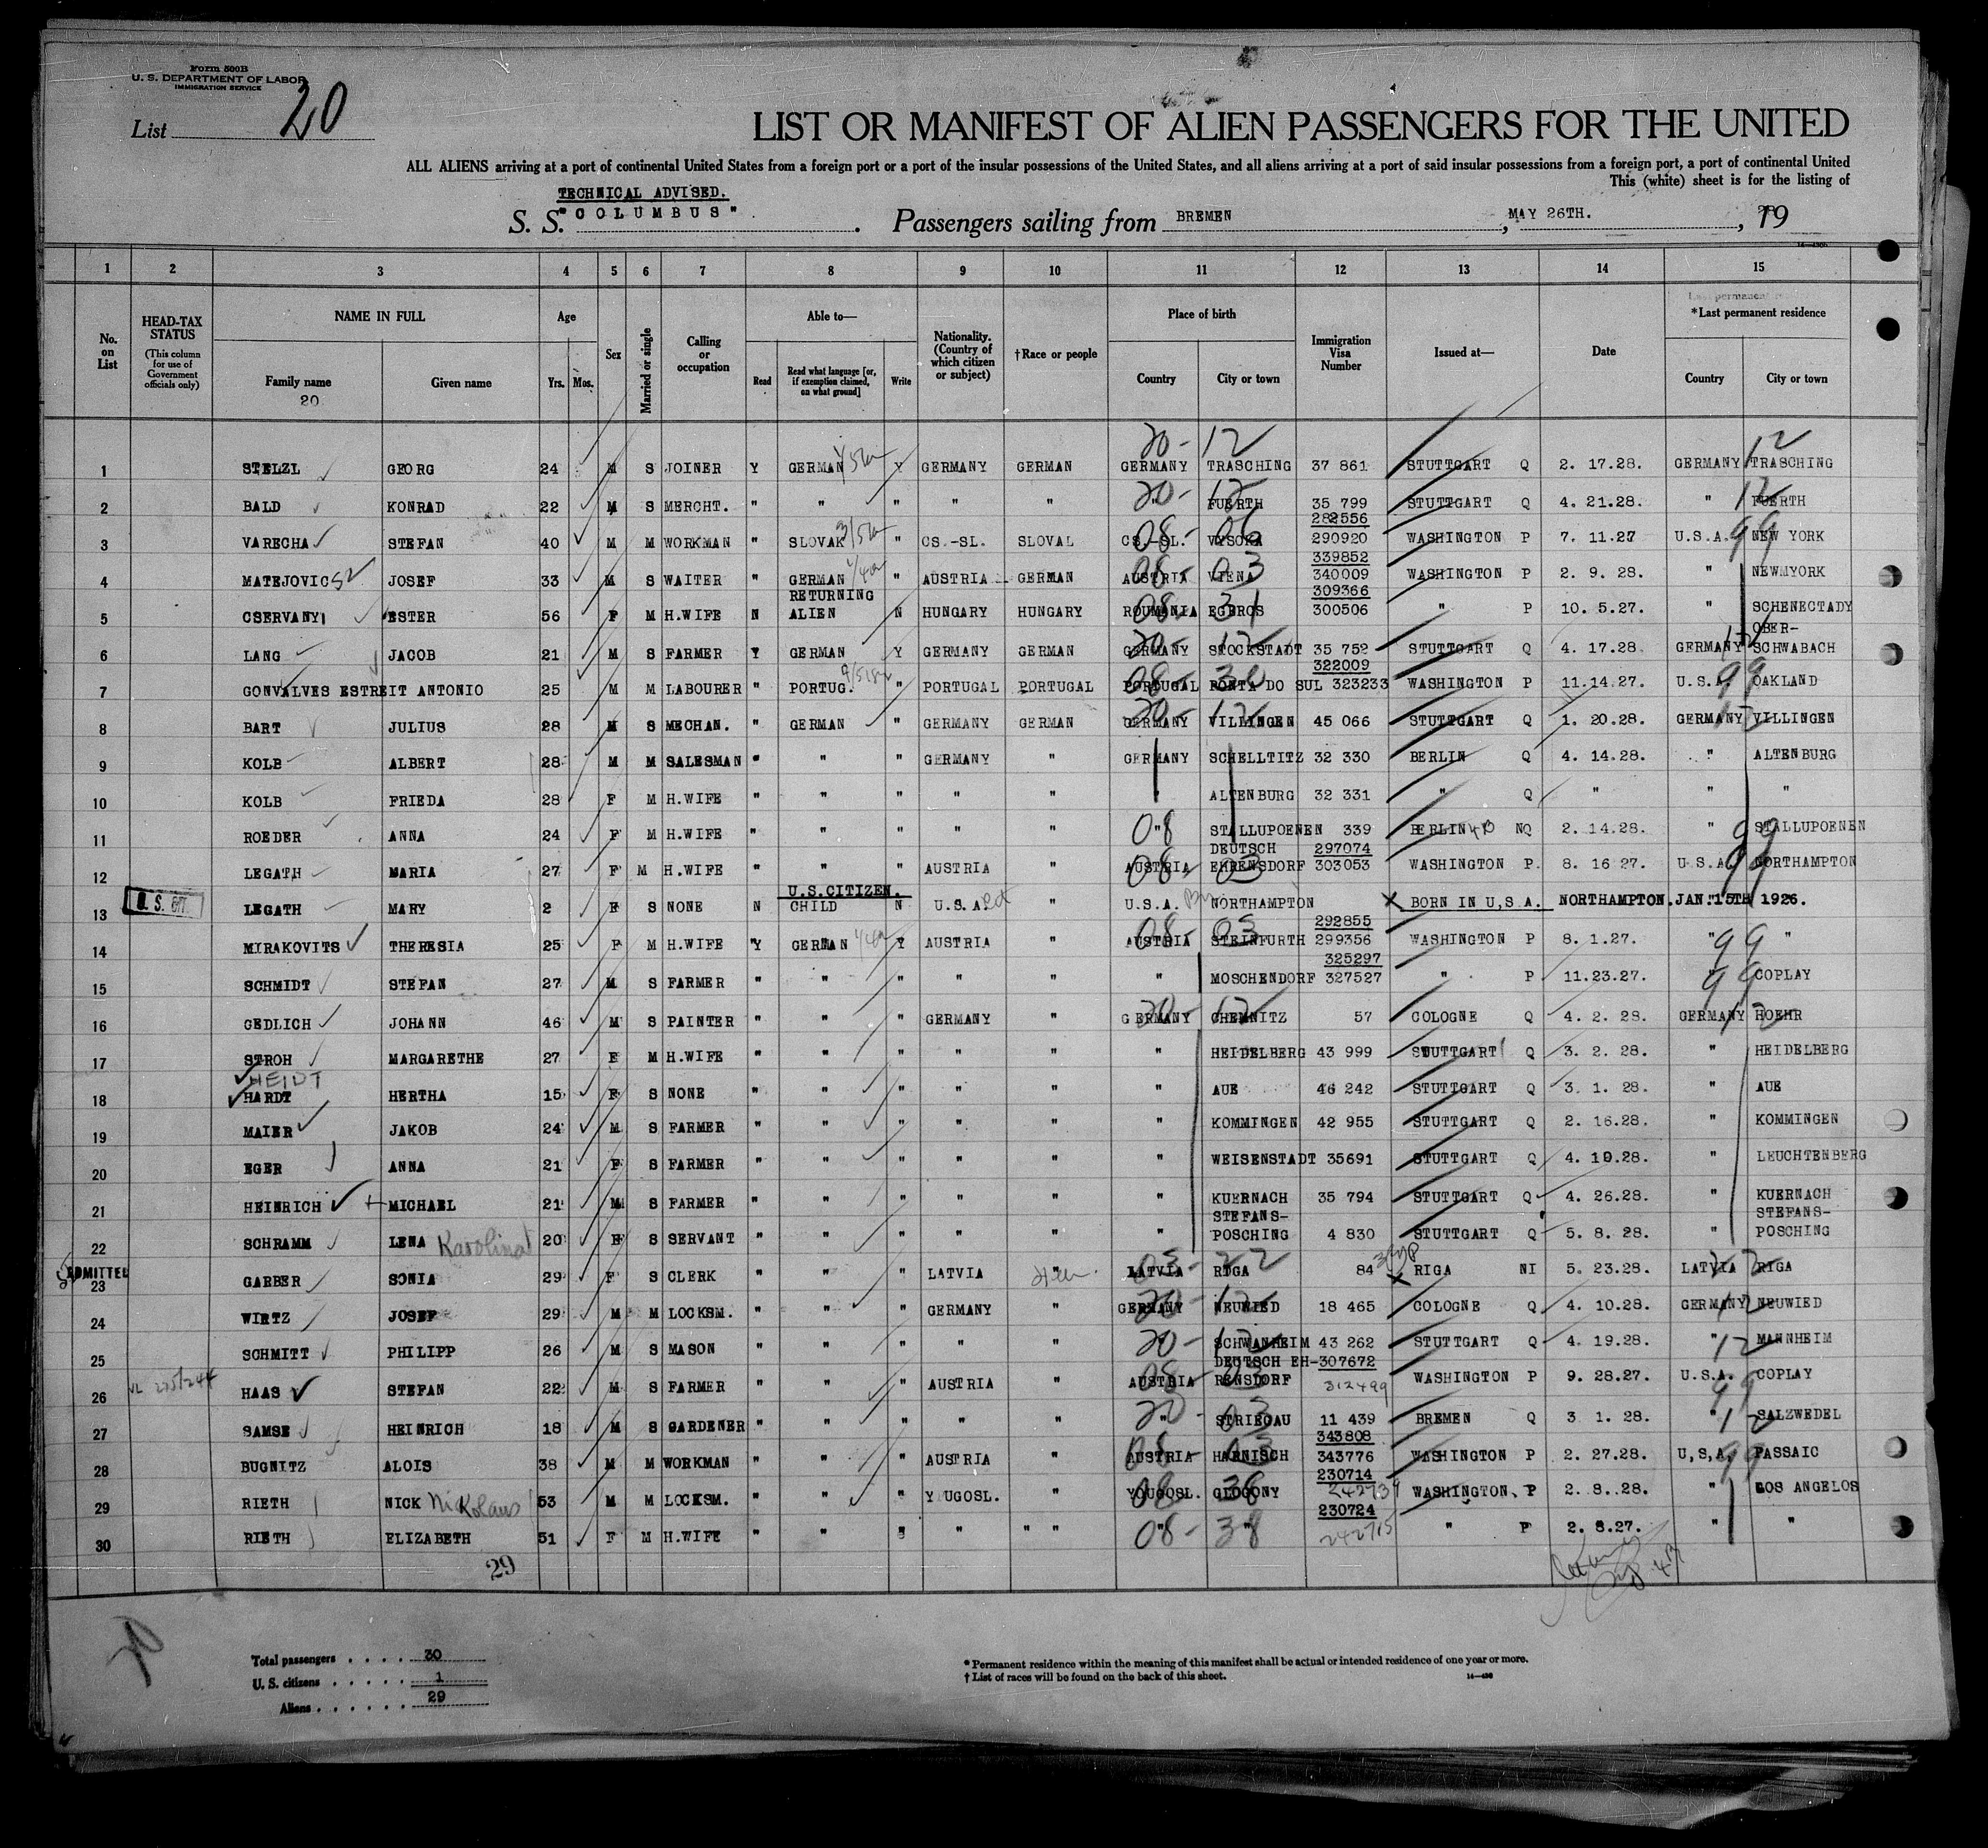 Form 500B
U. S. DEPARTMENT OF LABOR
IMMIGRATION SERVICE
List 20
LIST OR MANIFEST OF ALIEN PASSENGERS FOR THE UNITED
ALL ALIENS arriving at a port of continental United States from a foreign port or a port of the insular possessions of the United States, and all aliens arriving at a port of said insular possessions from a foreign port, a port of continental United
This (white) sheet is for the listing of
TECHNICAL ADVISED.
S. S. "COLUMBUS". Passengers sailing from BREMEN, MAY 26TH., 1928
1 2 3 4 5 6 7 8 9 10 11 12 13 14 15
No. on List
HEAD-TAX STATUS
(This column for use of Government officials only)
NAME IN FULL
Family name
20
Given name
Age
Yrs. Mos.
Sex
Married or single
Calling or occupation
Able to—
Read
Read what language [or, if exemption claimed, on what ground]
Write
Nationality. (Country of which citizen or subject)
†Race or people
Place of birth
Country
City or town
Immigration Visa Number
Issued at—
Date
*Last permanent residence
Country
City or town
20-12 12
1 STELZL GEORG 24 M S JOINER Y GERMAN Y GERMANY GERMAN GERMANY TRASCHING 37 861 STUTTGART Q 2. 17.28. GERMANY TRASCHING
20-12 12
2 BALD KONRAD 22 M S MERCHT. " " " " " " FUERTH 35 799 STUTTGART Q 4. 21.28. " FUERTH
282556
3 VARECHA STEFAN 40 M M WORKMAN " SLOVAK " CS.-SL. SLOVAL CS.-SL. VYSOKA 290920 WASHINGTON P 7. 11.27 U.S.A. NEW YORK
339852
4 MATEJOVIC JOSEF 33 M S WAITER " GERMAN " AUSTRIA GERMAN AUSTRIA VIENA 340009 WASHINGTON P 2. 9. 28. " NEWMYORK
RETURNING 309366
5 CSERVANYI ESTER 56 F M H.WIFE N ALIEN N HUNGARY HUNGARY ROUMANIA EGEROS 300506 " P 10. 5.27. " SCHENECTADY
OBER-
6 LANG JACOB 21 M S FARMER Y GERMAN Y GERMANY GERMAN GERMANY STOCKSTADT 35 752 STUTTGART Q 4. 17.28. GERMANY SCHWABACH
322009
7 GONVALVES ESTREIT ANTONIO 25 M M LABOURER " PORTUG. " PORTUGAL PORTUGAL PORTUGAL PONTA DO SUL 323233 WASHINGTON P 11.14.27. U.S.A. OAKLAND
8 BART JULIUS 28 M S MECHAN. " GERMAN " GERMANY GERMAN GERMANY VILLINGEN 45 066 STUTTGART Q 1. 20.28. GERMANY VILLINGEN
9 KOLB ALBERT 28 M M SALESMAN " " " GERMANY " GERMANY SCHELLTITZ 32 330 BERLIN Q 4. 14.28. " ALTENBURG
10 KOLB FRIEDA 28 F M H.WIFE " " " " " " ALTENBURG 32 331 " Q " " "
11 ROEDER ANNA 24 F M H.WIFE " " " " " " STALLUPOENEN 339 BERLIN NQ 2. 14.28. " STALLUPOENEN
DEUTSCH 297074
12 LEGATH MARIA 27 F M H.WIFE " " " AUSTRIA " AUSTRIA EHRENSDORF 303053 WASHINGTON P. 8. 16 27. U.S.A. NORTHAMPTON
U.S.CITIZEN.
13 LEGATH MARY 2 F S NONE N CHILD N U.S.A. " U.S.A. NORTHAMPTON X BORN IN U,S.A. NORTHAMPTON.JAN.15TH 1926.
292855
14 MIRAKOVITS THERESIA 25 F M H.WIFE Y GERMAN Y AUSTRIA " AUSTRIA STEINFURTH 299356 WASHINGTON P 8. 1.27. " "
325297
15 SCHMIDT STEFAN 27 M S FARMER " " " " " " MOSCHENDORF 327527 " P 11.23.27. " COPLAY
16 GEDLICH JOHANN 46 M S PAINTER " " " GERMANY " GERMANY CHEMNITZ 57 COLOGNE Q 4. 2. 28. GERMANY ROEHR
17 STROH MARGARETHE 27 F M H.WIFE " " " " " " HEIDELBERG 43 999 STUTTGART Q 3. 2. 28. " HEIDELBERG
HEIDT
18 HARDT HERTHA 15 F S NONE " " " " " " AUE 46 242 STUTTGART Q 3. 1. 28. " AUE
19 MAIER JAKOB 24 M S FARMER " " " " " " KOMMINGEN 42 955 STUTTGART Q 2. 16.28. " KOMMINGEN
20 EGER ANNA 21 F S FARMER " " " " " " WEISENSTADT 35691 STUTTGART Q 4. 19.28. " LEUCHTENBERG
21 HEINRICH MICHAEL 21 M S FARMER " " " " " " KUERNACH 35 794 STUTTGART Q 4. 26.28. " KUERNACH
STEFANS- STEFANS-
22 SCHRAMM LENA Karolina 20 F S SERVANT " " " " " " POSCHING 4 830 STUTTGART Q 5. 8. 28. " POSCHING
ADMITTED
23 GARBER SONIA 29 F S CLERK " " " LATVIA LATVIA RIGA 84 RIGA NI 5. 23.28. LATVIA RIGA
24 WIRTZ JOSEF 29 M M LOCKSM. " " " GERMANY " GERMANY NEUWIED 18 465 COLOGNE Q 4. 10.28. GERMANY NEUWIED
25 SCHMITT PHILIPP 26 M S MASON " " " " " " SCHWANHEIM 43 262 STUTTGART Q 4. 19.28. " MANNHEIM
DEUTSCH EH- 307672
26 HAAS STEFAN 22 M S FARMER " " " AUSTRIA " AUSTRIA RENSDORF 312499 WASHINGTON P 9. 28.27. U.S.A. COPLAY
27 SAMSE HEINRICH 18 M S GARDENER " " " " " " STRIEGAU 11 439 BREMEN Q 3 1. 28. " SALZWEDEL
343808
28 BUGNITZ ALOIS 38 M M WORKMAN " " " AUSTRIA " AUSTRIA HARNISCH 343776 WASHINGTON P 2. 27.28. U,S,A. PASSAIC
230714
29 RIETH NICK Nickolaus 53 M M LOCKSM. " " " YOUGOSL. " YOUGOSL. GLOGONY WASHINGTON P 2. 8. 28. " LOS ANGELOS
230724
30 RIETH ELIZABETH 51 F M H.WIFE " " " " " " " " 242715 " P 2. 8.27. " "
29
Total passengers . . . . 30
U. S. citizens . . . . . 1
Aliens . . . . . . 29
* Permanent residence within the meaning of this manifest shall be actual or intended residence of one year or more.
† List of races will be found on the back of this sheet.